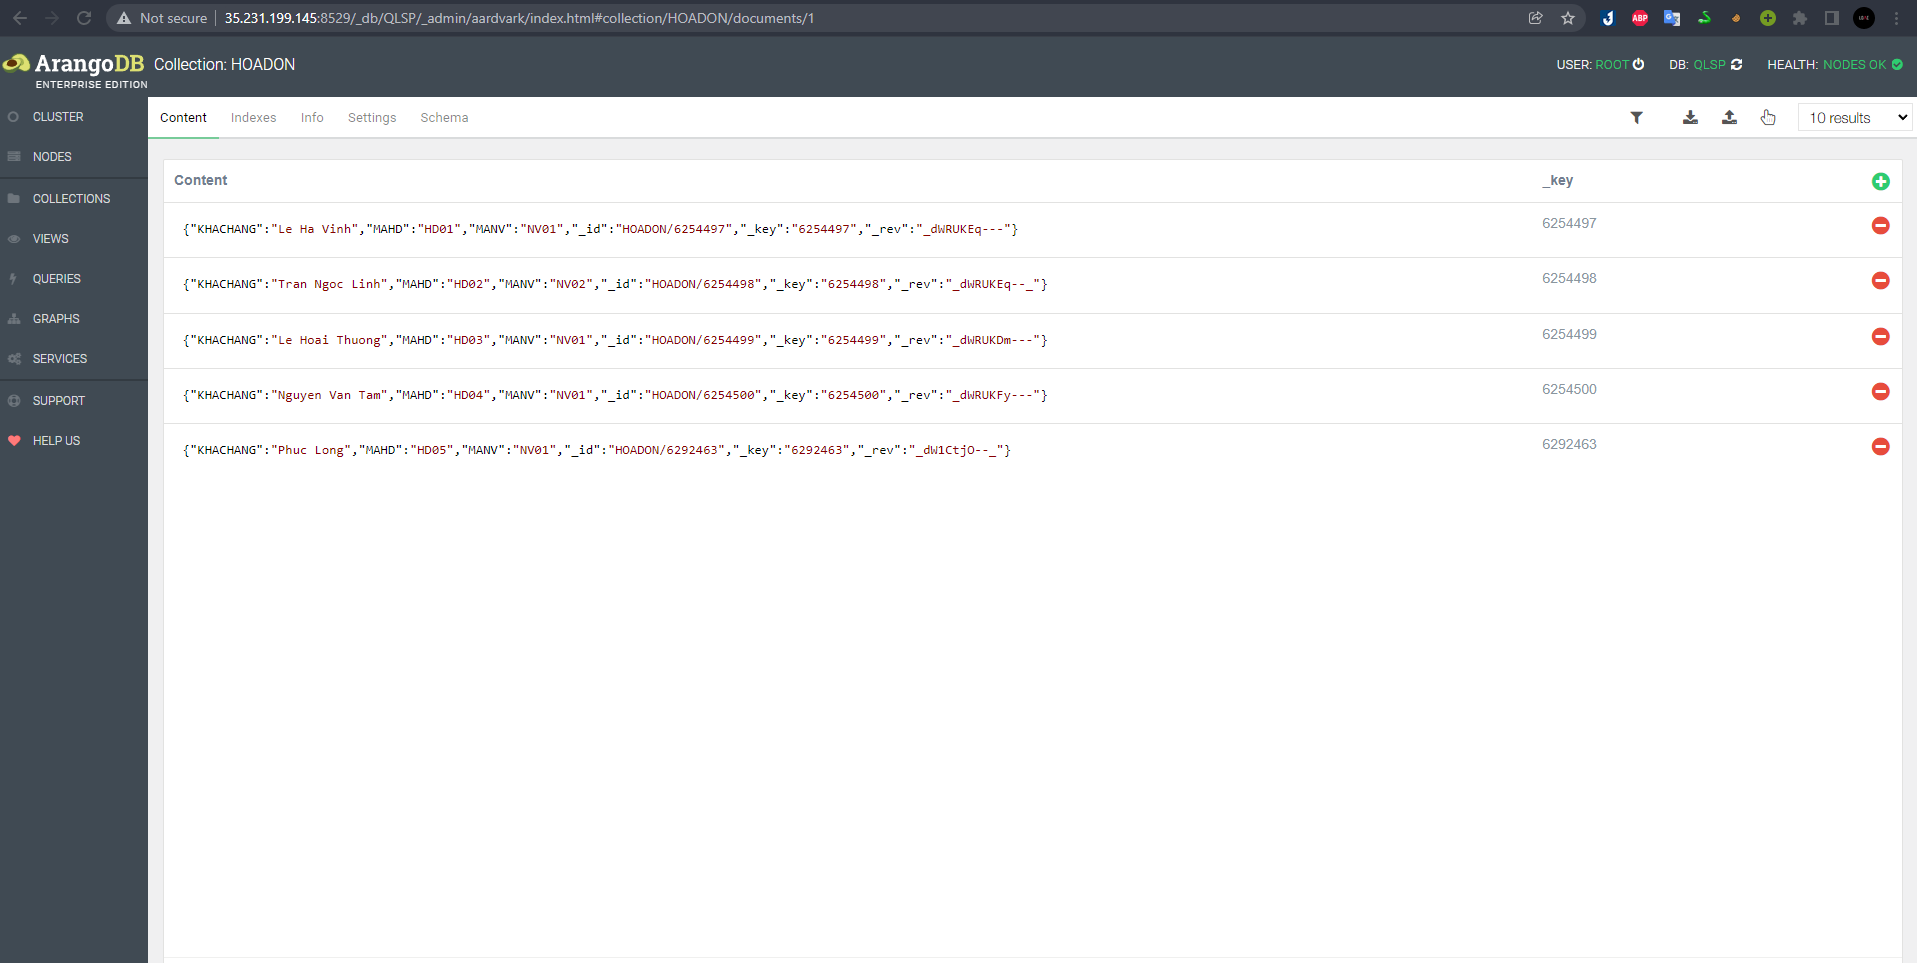 Not secure 35.231.199.145:8529/_db/QLSP/_admin/aardvark/index.html#collection/HOADON/documents/1
ABP
ArangoDB
ENTERPRISE EDITION
Collection: HOADON
USER: ROOT DB: QLSP HEALTH: NODES OK
CLUSTER
NODES
COLLECTIONS
VIEWS
QUERIES
GRAPHS
SERVICES
SUPPORT
HELP US
Content Indexes Info Settings Schema
10 results
Content _key
{"KHACHANG":"Le Ha Vinh","MAHD":"HD01","MANV":"NV01","_id":"HOADON/6254497","_key":"6254497","_rev":"_dWRUKEq---"} 6254497
{"KHACHANG":"Tran Ngoc Linh","MAHD":"HD02","MANV":"NV02","_id":"HOADON/6254498","_key":"6254498","_rev":"_dWRUKEq--_"} 6254498
{"KHACHANG":"Le Hoai Thuong","MAHD":"HD03","MANV":"NV01","_id":"HOADON/6254499","_key":"6254499","_rev":"_dWRUKDm---"} 6254499
{"KHACHANG":"Nguyen Van Tam","MAHD":"HD04","MANV":"NV01","_id":"HOADON/6254500","_key":"6254500","_rev":"_dWRUKFy---"} 6254500
{"KHACHANG":"Phuc Long","MAHD":"HD05","MANV":"NV01","_id":"HOADON/6292463","_key":"6292463","_rev":"_dW1CtjO--_"} 6292463